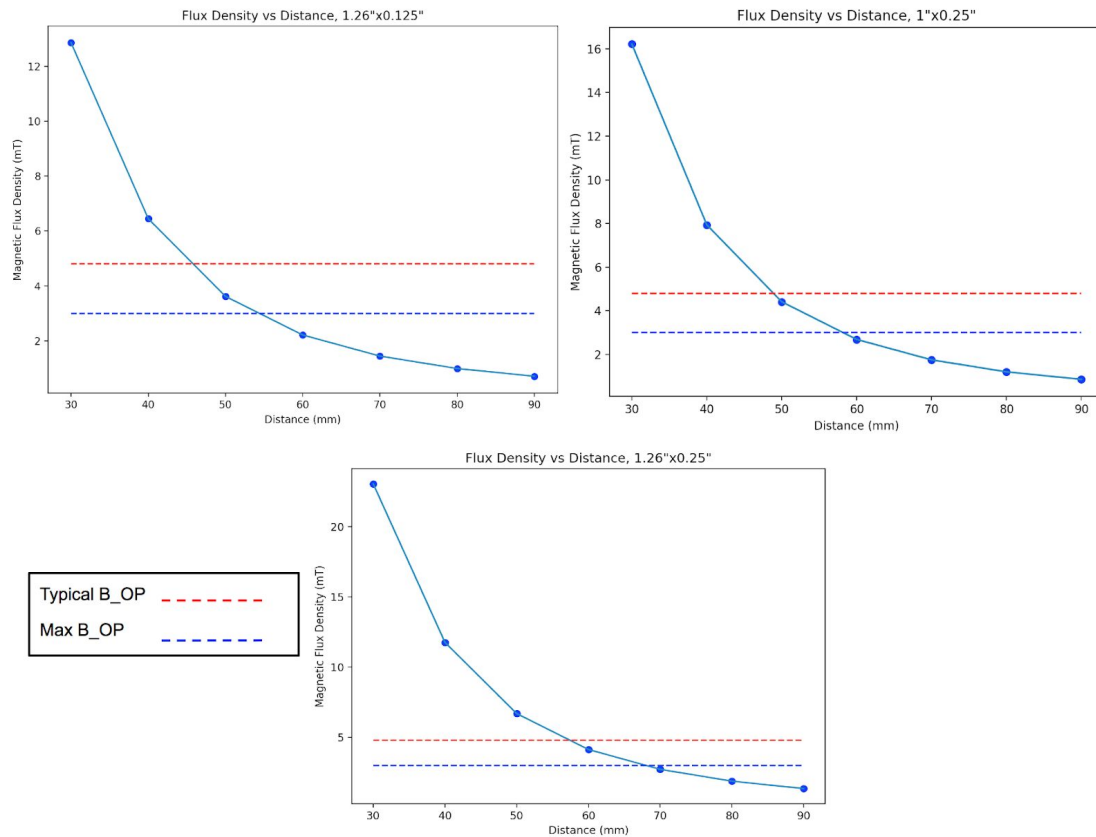 Flux Density vs Distance, 1.26"x0.125"
Magnetic Flux Density (mT)
12
10
8
6
4
2
30 40 50 60 70 80 90
Distance (mm)
Flux Density vs Distance, 1"x0.25"
Magnetic Flux Density (mT)
16
14
12
10
8
6
4
2
30 40 50 60 70 80 90
Distance (mm)
Flux Density vs Distance, 1.26"x0.25"
Magnetic Flux Density (mT)
20
15
10
5
30 40 50 60 70 80 90
Distance (mm)
Typical B_OP
Max B_OP